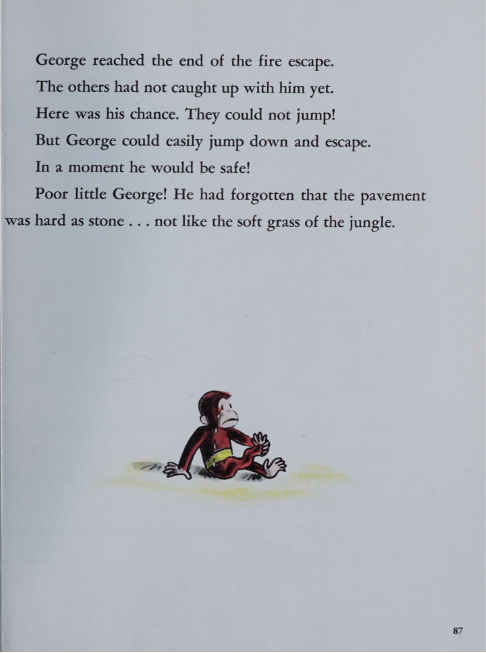 George reached the end of the fire escape.
The others had not caught up with him yet.
Here was his chance. They could not jump!
But George could easily jump down and escape.
In a moment he would be safe!
Poor little George! He had forgotten that the pavement
was hard as stone . . . not like the soft grass of the jungle.
87